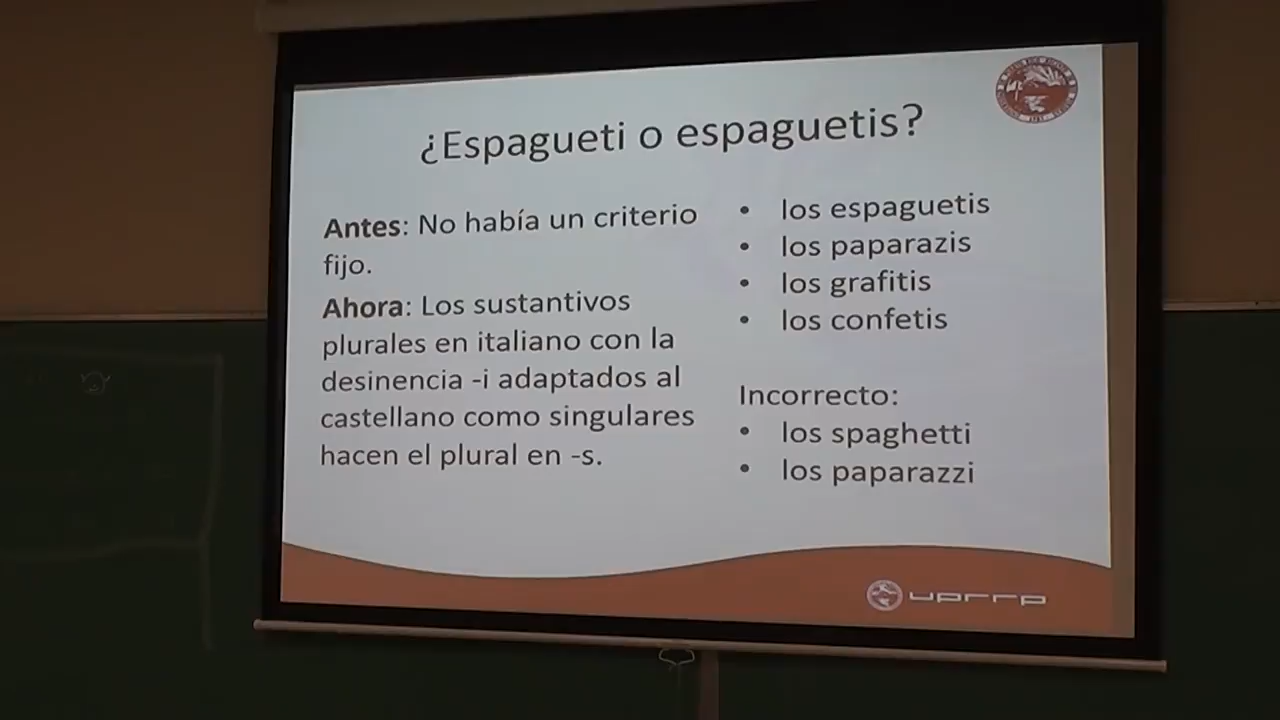 ¿Espagueti o espaguetis?
Antes: No había un criterio
fijo.
Ahora: Los sustantivos
plurales en italiano con la
desinencia -i adaptados al
castellano como singulares
hacen el plural en -s.
• los espaguetis
• los paparazis
• los grafitis
• los confetis
Incorrecto:
• los spaghetti
• los paparazzi
uprrp